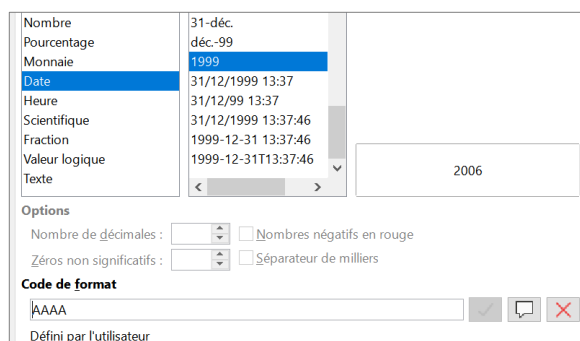 Nombre
Pourcentage
Monnaie
Date
Heure
Scientifique
Fraction
Valeur logique
Texte
31-déc.
déc.-99
1999
31/12/1999 13:37
31/12/99 13:37
31/12/1999 13:37:46
1999-12-31 13:37:46
1999-12-31T13:37:46
2006
Options
Nombre de décimales :
Nombres négatifs en rouge
Zéros non significatifs :
Séparateur de milliers
Code de format
AAAA
Défini par l'utilisateur